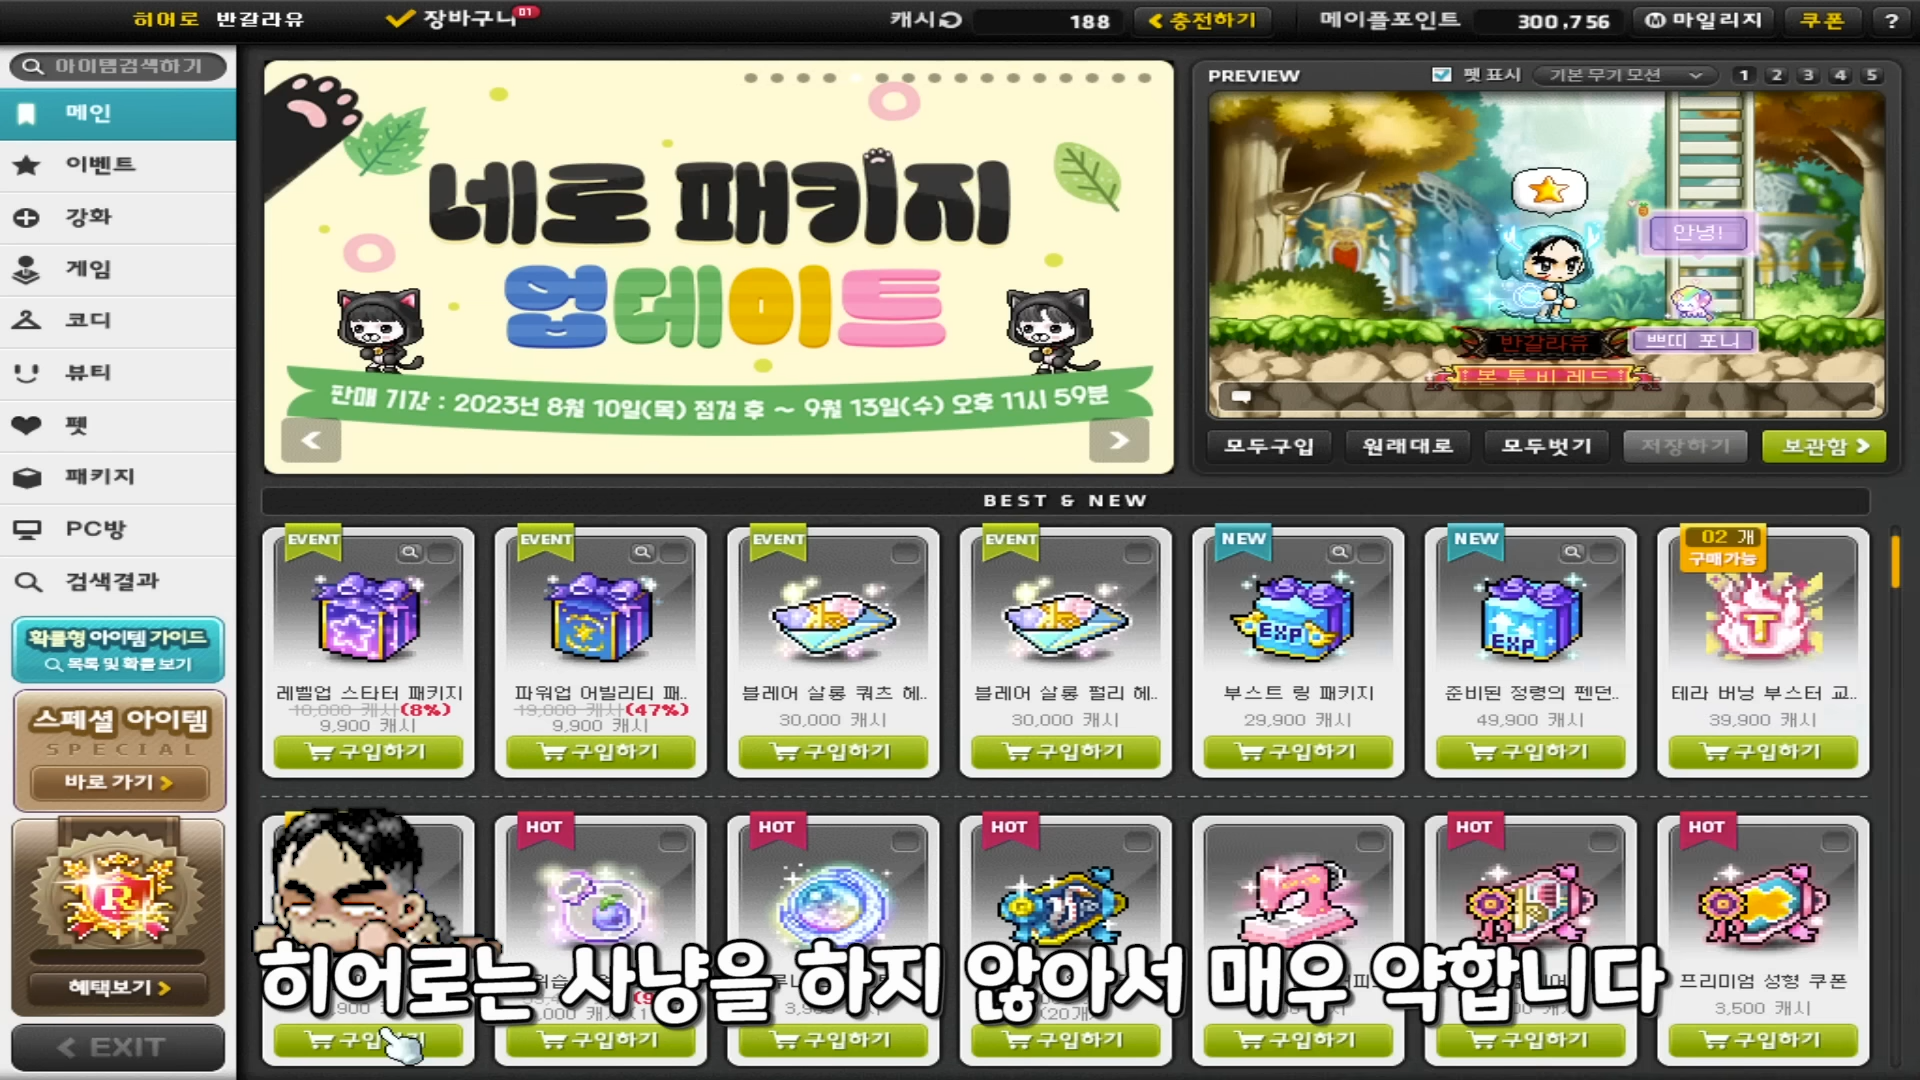 히어로 반갈라유
장바구니 01
캐시 188 충전하기
메이플포인트 300,756
마일리지
쿠폰
?
아이템검색하기
메인
이벤트
강화
게임
코디
뷰티
펫
패키지
PC방
검색결과
확률형 아이템 가이드
목록 및 확률 보기
스페셜 아이템
SPECIAL
바로 가기
R
혜택보기
EXIT
네로 패키지
업데이트
판매 기간 : 2023년 8월 10일(목) 점검 후 ~ 9월 13일(수) 오후 11시 59분
PREVIEW
펫 표시
기본 무기 모션
1 2 3 4 5
안녕!
반갈라유
쁘띠 포니
본 투 비 레드
모두구입
원래대로
모두벗기
저장하기
보관함
BEST & NEW
EVENT
레벨업 스타터 패키지
10,000 캐시(8%)
9,900 캐시
구입하기
EVENT
파워업 어빌리티 패..
19,000 캐시(47%)
9,900 캐시
구입하기
EVENT
블레어 살롱 쿼츠 헤..
30,000 캐시
구입하기
EVENT
블레어 살롱 펄리 헤..
30,000 캐시
구입하기
NEW
EXP
부스트 링 패키지
29,900 캐시
구입하기
NEW
EXP
준비된 정령의 펜던..
49,900 캐시
구입하기
02 개
구매가능
T
테라 버닝 부스터 교..
39,900 캐시
구입하기
HOT
HOT
HOT
HOT
HOT
프리미엄 성형 쿠폰
3,500 캐시
히어로는 사냥을 하지 않아서 매우 약합니다
구입하기
구입하기
구입하기
구입하기
구입하기
구입하기